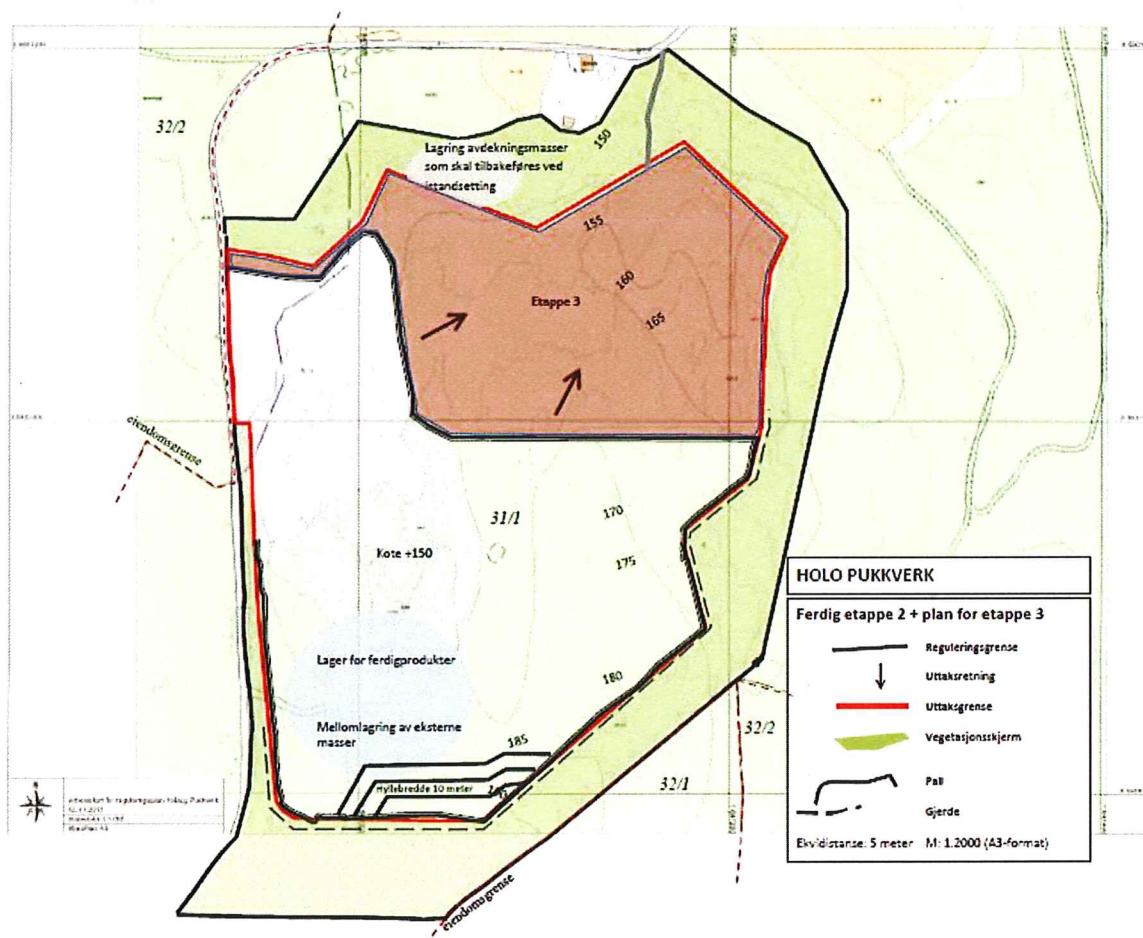 32/2
Lagring avdekningsmasser
som skal tilbakeføres ved
istandsetting
150
155
160
Etappe 3
165
eiendomsgrense
31/1
170
Kote +150
175
Lager for ferdigprodukter
180
Mellomlagring av eksterne
masser
185
Hyllebredde 10 meter
32/2
32/1
eiendomsgrense
HOLO PUKKVERK
Ferdig etappe 2 + plan for etappe 3
Reguleringsgrense
Uttaksretning
Uttaksgrense
Vegetasjonsskjerm
Pall
Gjerde
Ekvidistanse: 5 meter M: 1:2000 (A3-format)